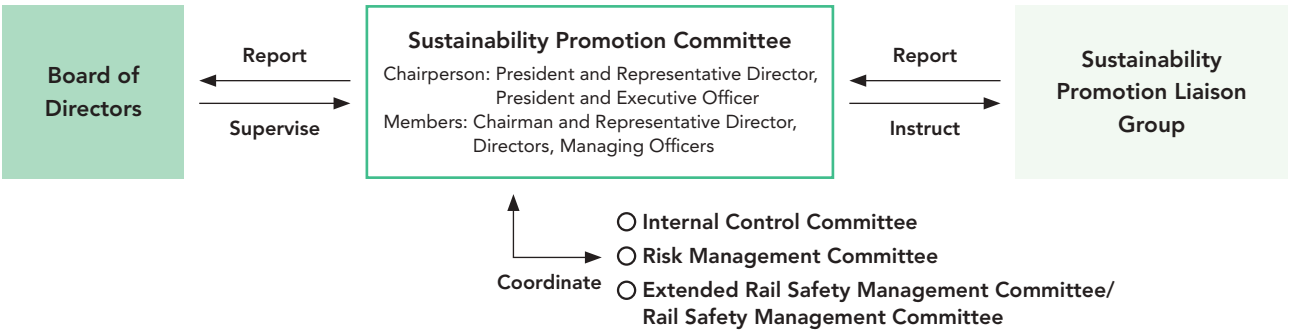 Board of
Directors
Report
Supervise
Sustainability Promotion Committee
Chairperson: President and Representative Director,
President and Executive Officer
Members: Chairman and Representative Director,
Directors, Managing Officers
Report
Instruct
Sustainability
Promotion Liaison
Group
Coordinate
Internal Control Committee
Risk Management Committee
Extended Rail Safety Management Committee/
Rail Safety Management Committee